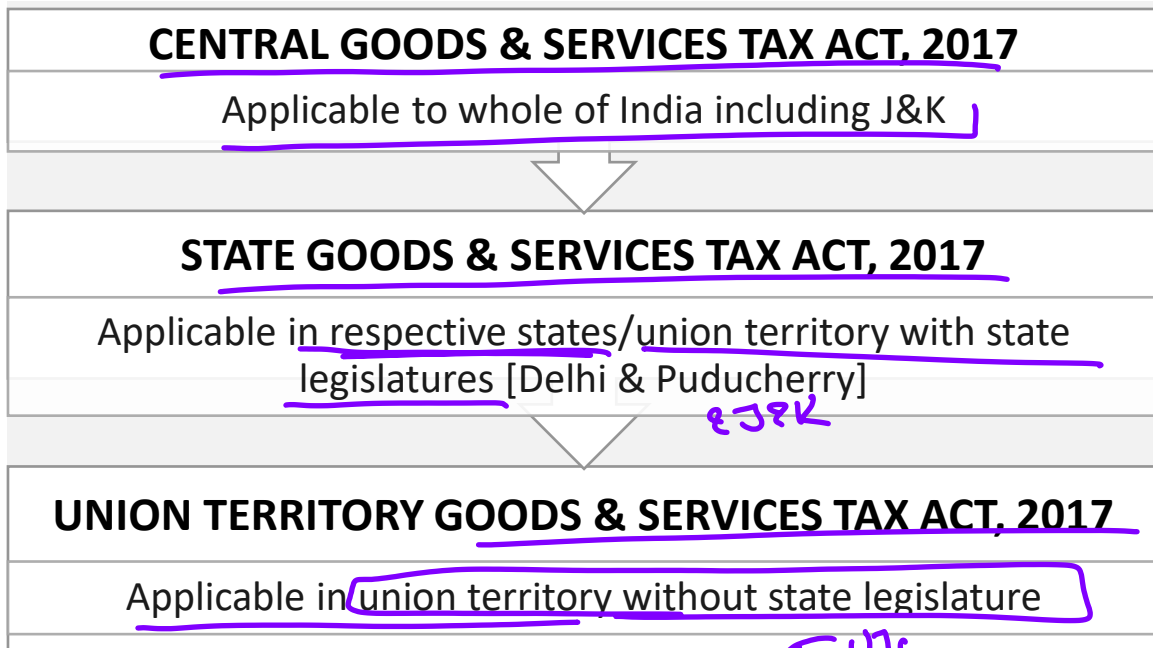 CENTRAL GOODS & SERVICES TAX ACT, 2017
Applicable to whole of India including J&K
STATE GOODS & SERVICES TAX ACT, 2017
Applicable in respective states/union territory with state
legislatures [Delhi & Puducherry]
& J&K
UNION TERRITORY GOODS & SERVICES TAX ACT, 2017
Applicable in union territory without state legislature